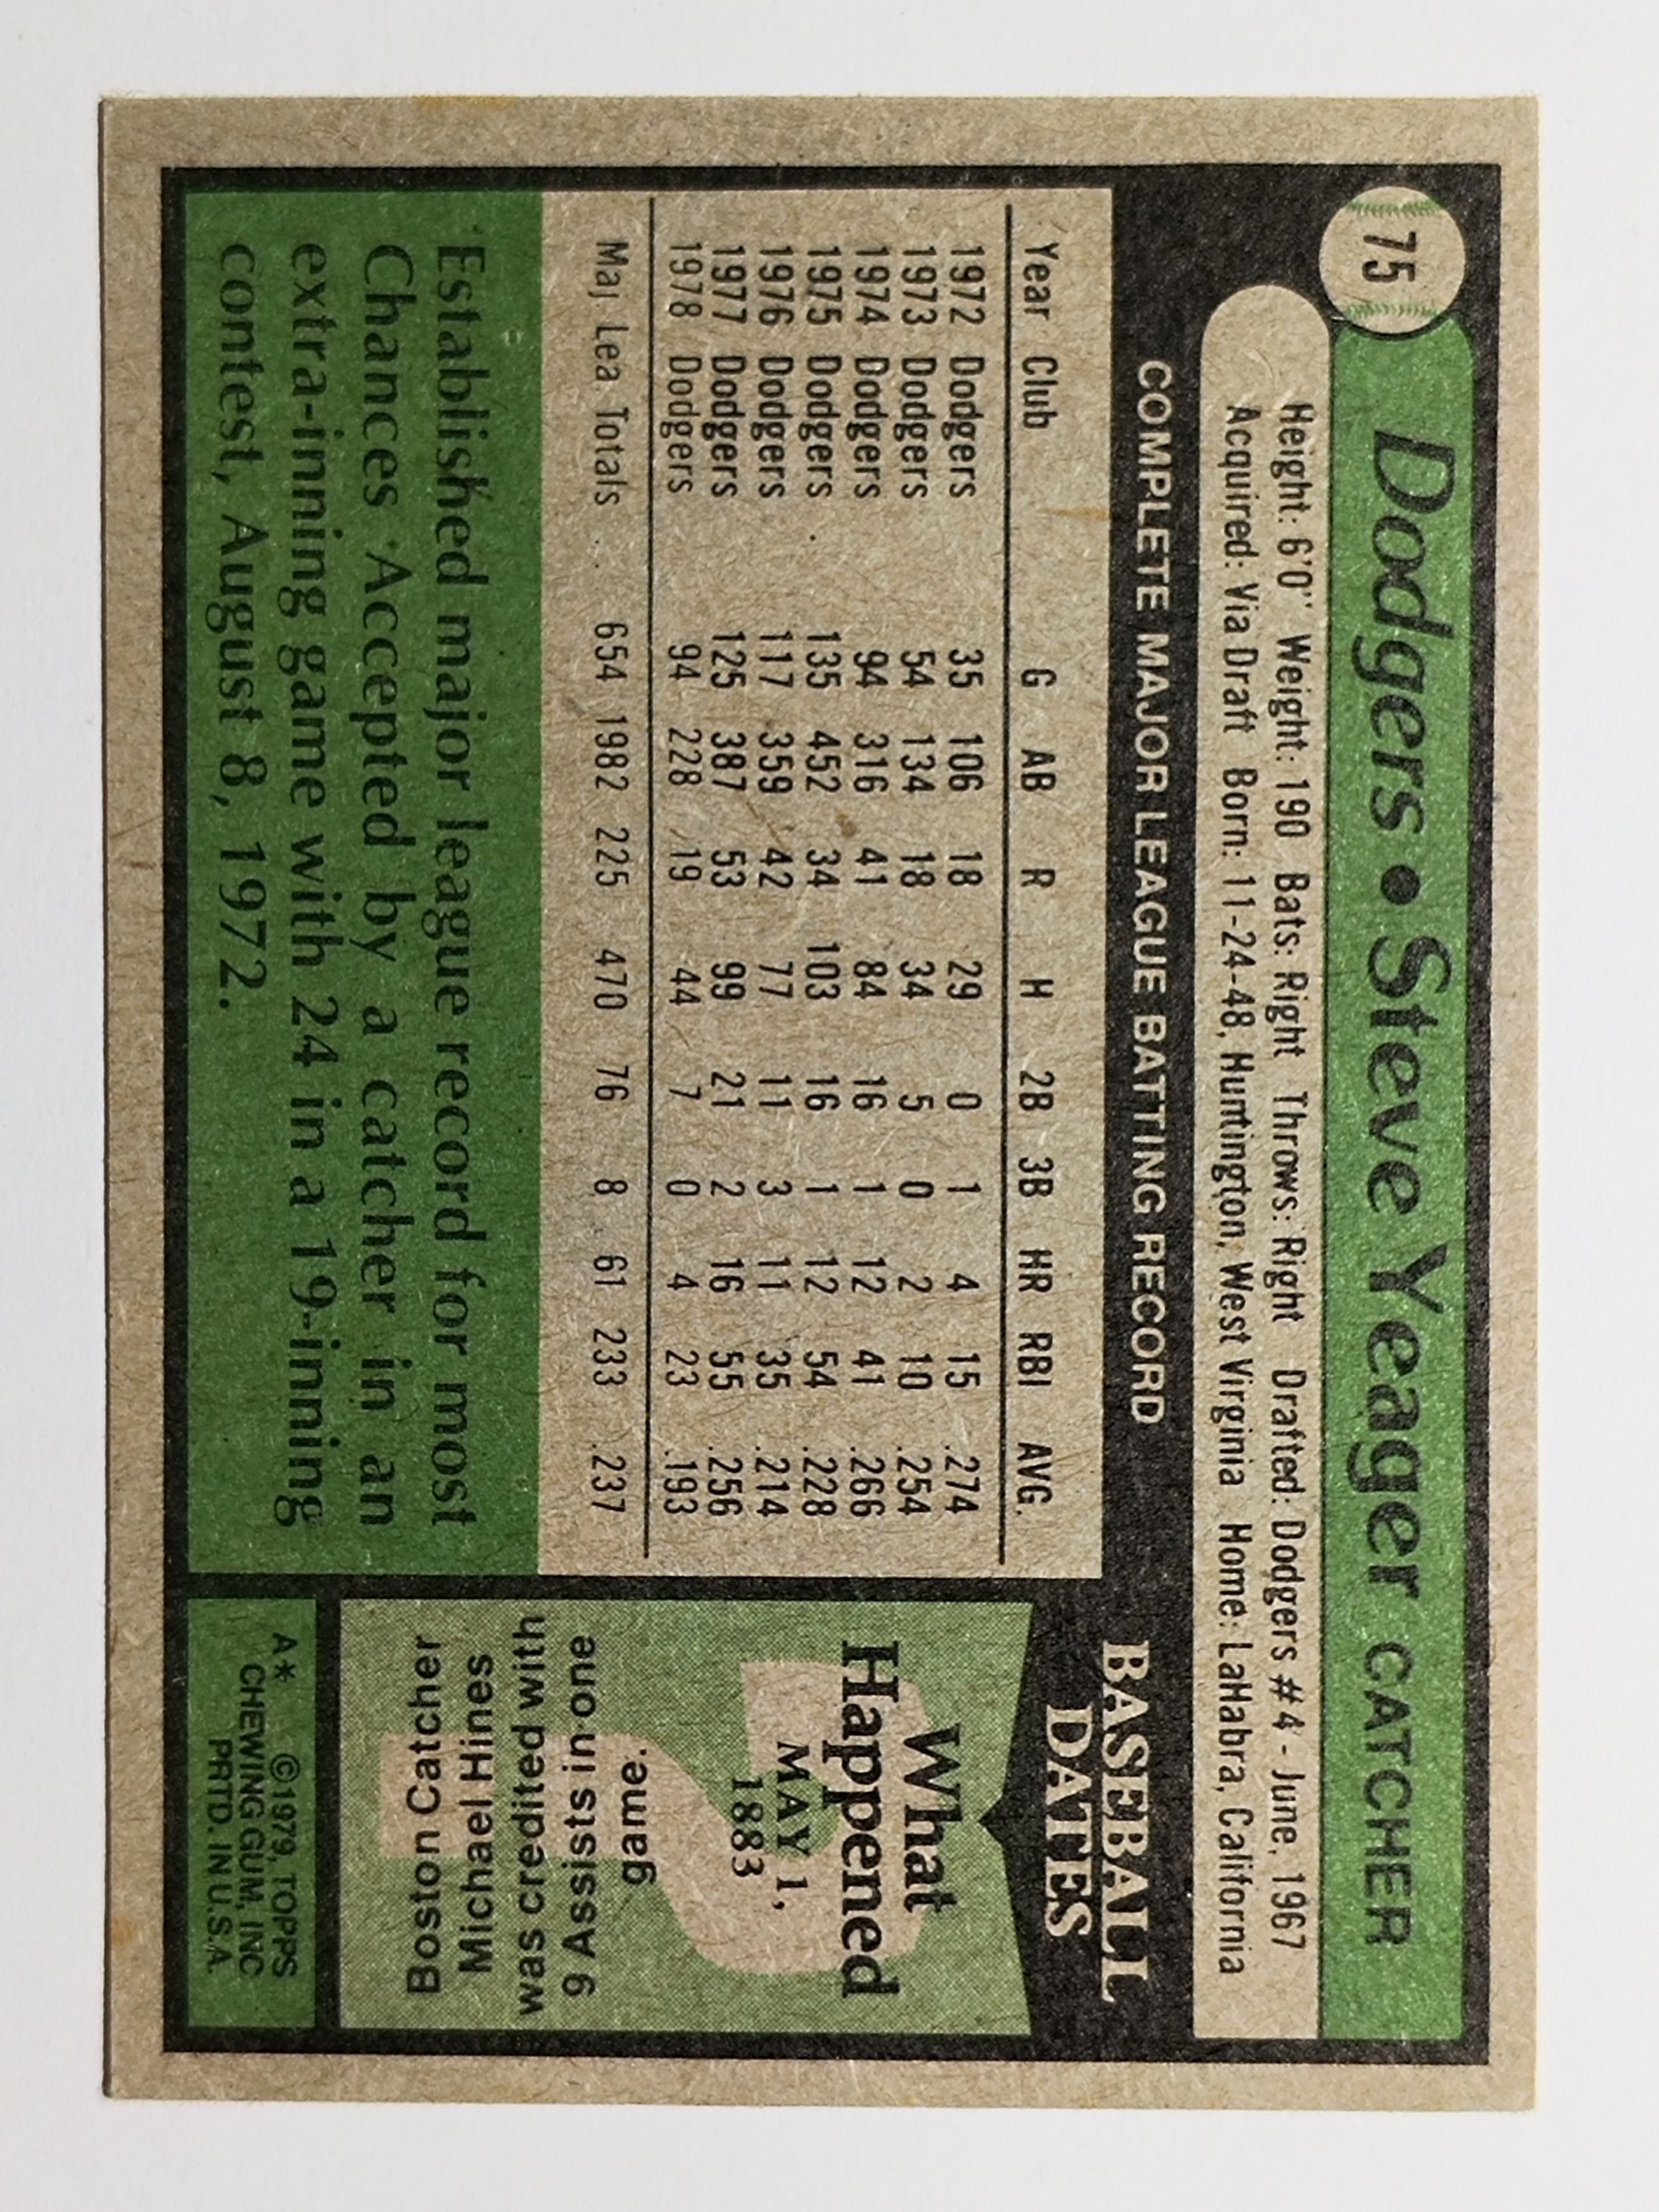 75
Dodgers • Steve Yeager CATCHER
Height: 6'0" Weight: 190 Bats: Right Throws: Right Drafted: Dodgers #4 - June, 1967
Acquired: Via Draft Born: 11-24-48, Huntington, West Virginia Home: LaHabra, California
COMPLETE MAJOR LEAGUE BATTING RECORD
Year Club G AB R H 2B 3B HR RBI AVG.
1972 Dodgers 35 106 18 29 0 1 4 15 .274
1973 Dodgers 54 134 18 34 5 0 2 10 .254
1974 Dodgers 94 316 41 84 16 1 12 41 .266
1975 Dodgers 135 452 34 103 16 1 12 54 .228
1976 Dodgers 117 359 42 77 11 3 11 35 .214
1977 Dodgers 125 387 53 99 21 2 16 55 .256
1978 Dodgers 94 228 19 44 7 0 4 23 .193
Maj Lea Totals 654 1982 225 470 76 8 61 233 .237
Established major league record for most
Chances Accepted by a catcher in an
extra-inning game with 24 in a 19-inning
contest, August 8, 1972.
BASEBALL
DATES
What
Happened
MAY 1,
1883
game.
9 Assists in one
was credited with
Michael Hines
Boston Catcher
A* ©1979, TOPPS
CHEWING GUM, INC
PRTD. IN U.S.A.